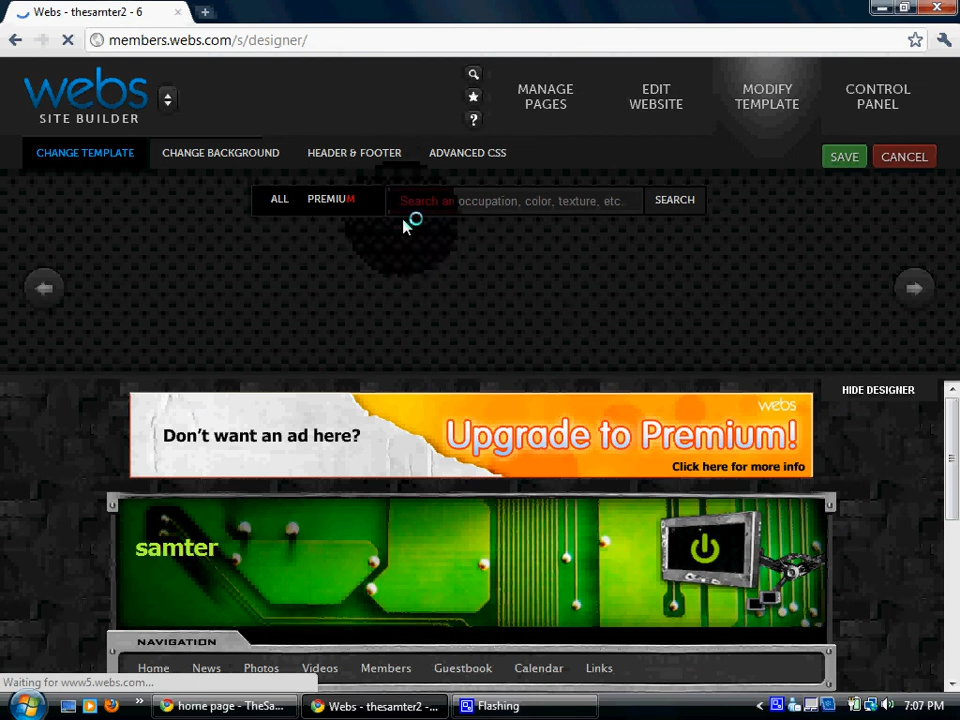 Webs - thesamter2 - 6
members.webs.com/s/designer/
webs
SITE BUILDER
MANAGE PAGES
EDIT WEBSITE
MODIFY TEMPLATE
CONTROL PANEL
CHANGE TEMPLATE
CHANGE BACKGROUND
HEADER & FOOTER
ADVANCED CSS
SAVE
CANCEL
ALL
PREMIUM
Search an occupation, color, texture, etc.
SEARCH
HIDE DESIGNER
webs
Don't want an ad here?
Upgrade to Premium!
Click here for more info
samter
NAVIGATION
Home News Photos Videos Members Guestbook Calendar Links
Waiting for www5.webs.com...
home page - TheSa...
Webs - thesamter2 -...
Flashing
7:07 PM